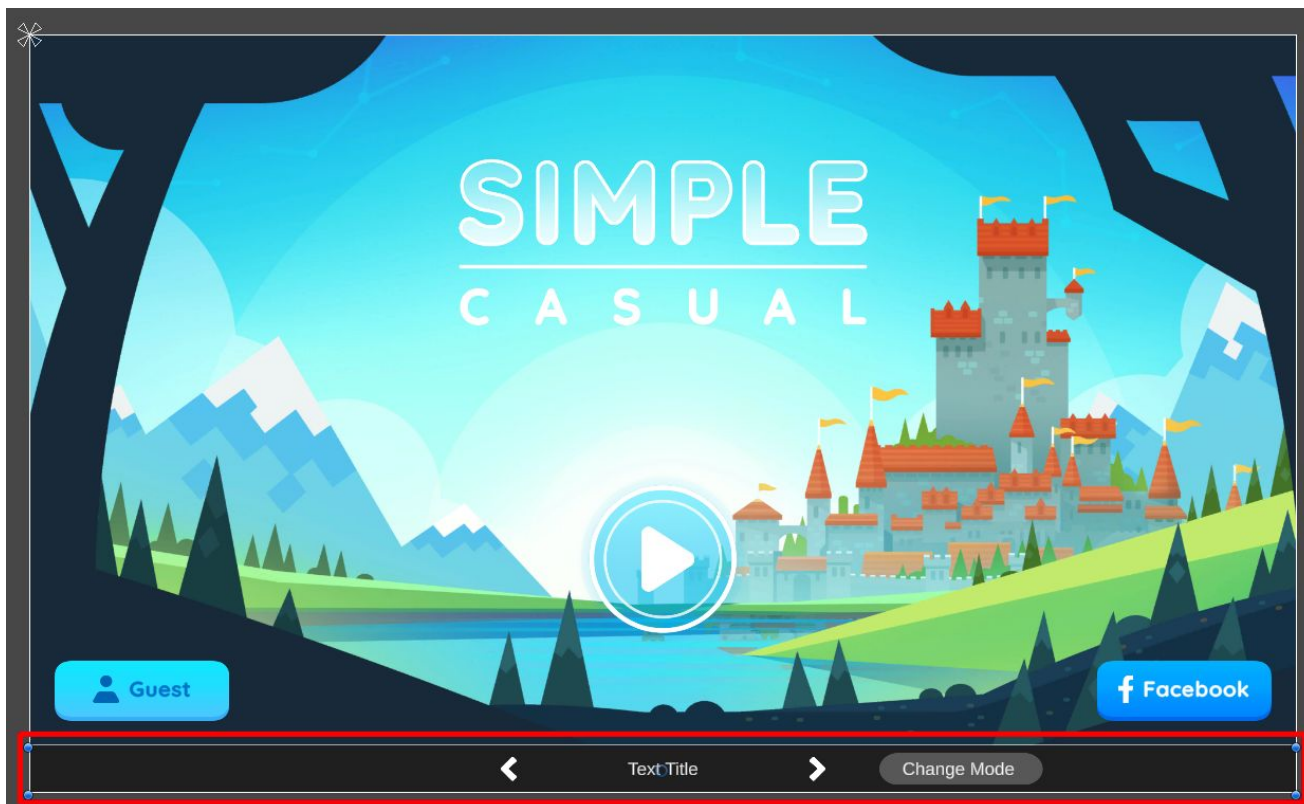 SIMPLE
CASUAL
Guest
Facebook
Text Title
Change Mode